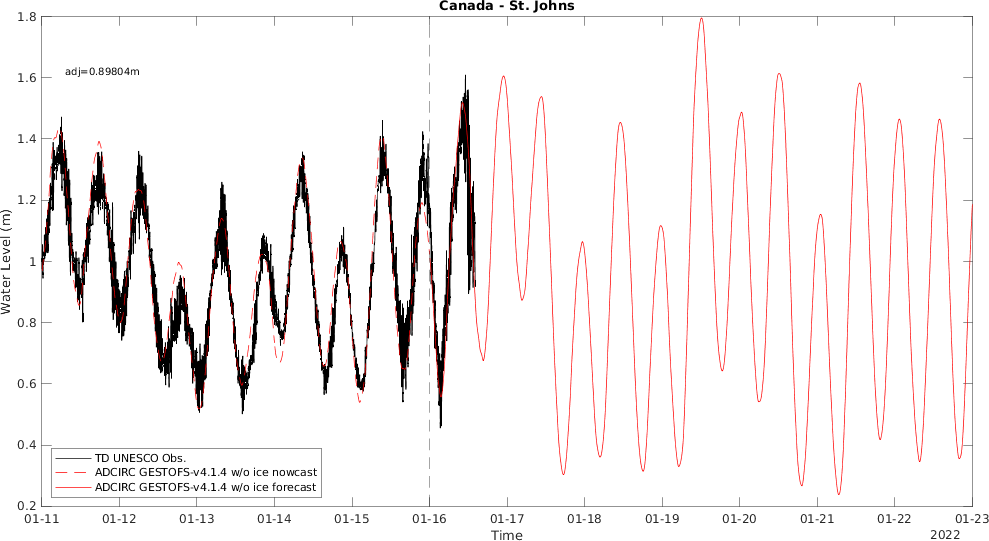 Canada - St. Johns
1.8
1.6
1.4
1.2
1
0.8
0.6
0.4
0.2
Water Level (m)
adj=0.89804m
TD UNESCO Obs.
ADCIRC GESTOFS-v4.1.4 w/o ice nowcast
ADCIRC GESTOFS-v4.1.4 w/o ice forecast
01-11 01-12 01-13 01-14 01-15 01-16 01-17 01-18 01-19 01-20 01-21 01-22 01-23
Time
2022